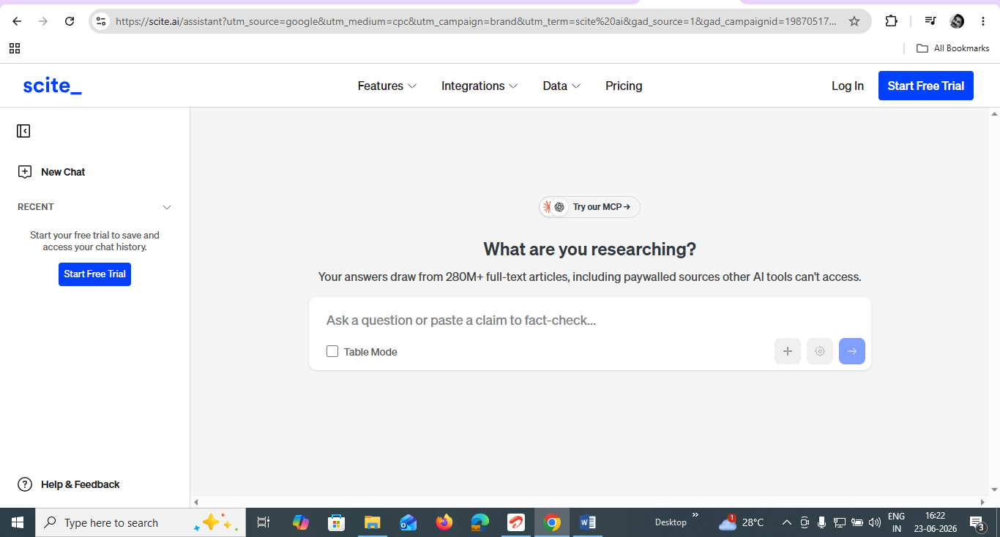 https://scite.ai/assistant?utm_source=google&utm_medium=cpc&utm_campaign=brand&utm_term=scite%20ai&gad_source=1&gad_campaignid=19870517...
All Bookmarks
scite_
Features
Integrations
Data
Pricing
Log In
Start Free Trial
New Chat
RECENT
Start your free trial to save and
access your chat history.
Start Free Trial
Try our MCP→
What are you researching?
Your answers draw from 280M+ full-text articles, including paywalled sources other AI tools can't access.
Ask a question or paste a claim to fact-check...
Table Mode
Help & Feedback
Type here to search
Desktop
1
28°C
ENG
IN
16:22
23-06-2026
3